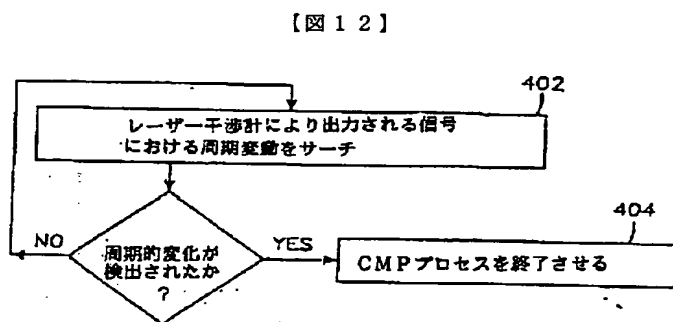 【図１２】
402
レーザー干渉計により出力される信号
における周期変動をサーチ
404
NO
YES
周期的変化が
検出されたか
？
CMPプロセスを終了させる